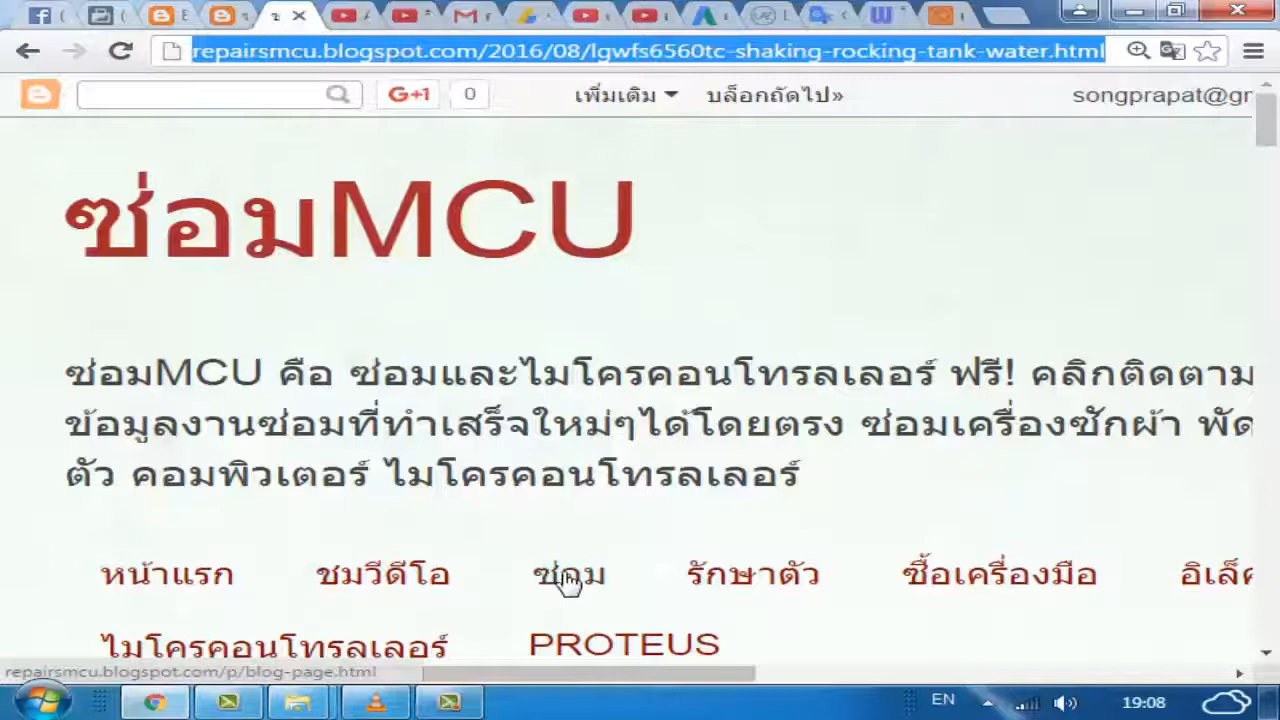 repairsmcu.blogspot.com/2016/08/lgwfs6560tc-shaking-rocking-tank-water.html
G+1 0 เพิ่มเติม บล็อกถัดไป» songprapat@gm
ซ่อมMCU
ซ่อมMCU คือ ซ่อมและไมโครคอนโทรลเลอร์ ฟรี! คลิกติดตาม
ข้อมูลงานซ่อมที่ทำเสร็จใหม่ๆได้โดยตรง ซ่อมเครื่องซักผ้า พัด
ตัว คอมพิวเตอร์ ไมโครคอนโทรลเลอร์
หน้าแรก ชมวีดีโอ ซ่อม รักษาตัว ซื้อเครื่องมือ อิเล็ค
ไมโครคอนโทรลเลอร์ PROTEUS
repairsmcu.blogspot.com/p/blog-page.html
EN 19:08